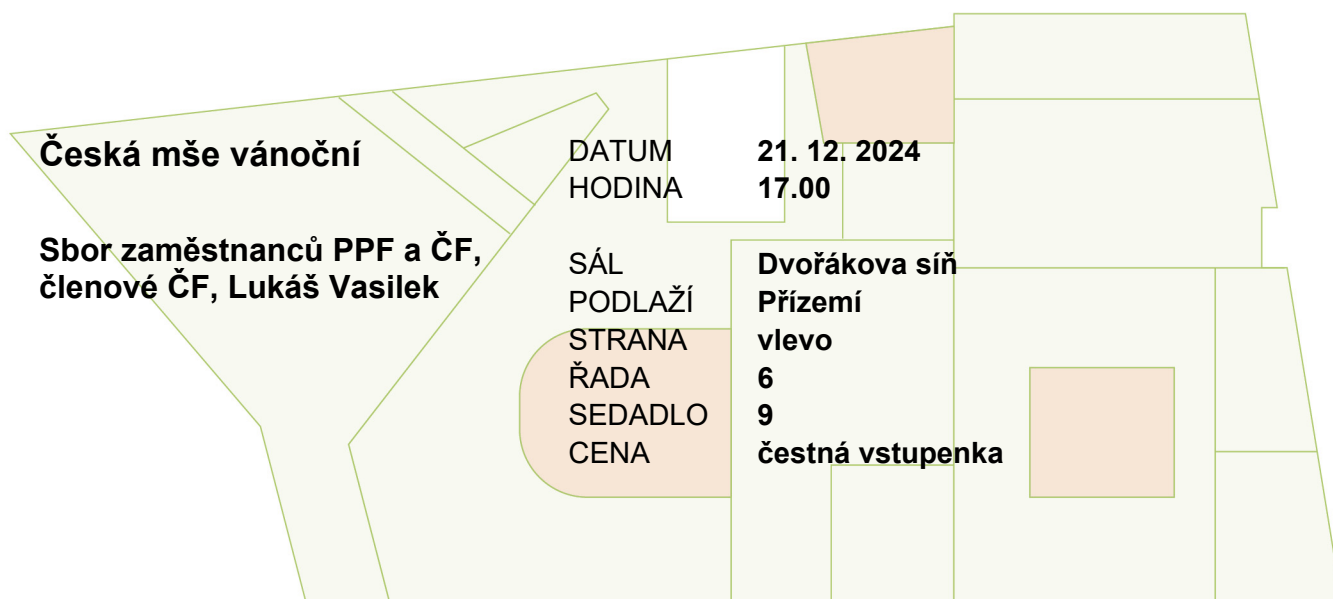 Česká mše vánoční
Sbor zaměstnanců PPF a ČF,
členové ČF, Lukáš Vasilek
DATUM 21. 12. 2024
HODINA 17.00
SÁL Dvořákova síň
PODLAŽÍ Přízemí
STRANA vlevo
ŘADA 6
SEDADLO 9
CENA čestná vstupenka